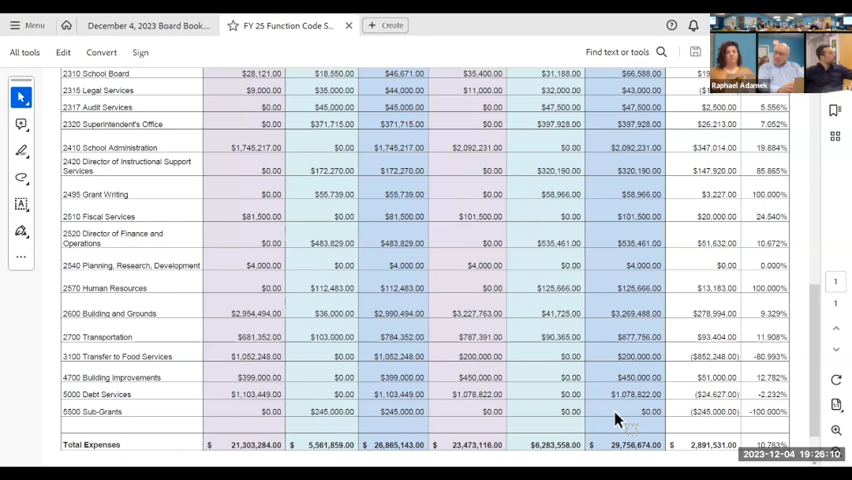 Menu
December 4, 2023 Board Book...
FY 25 Function Code S...
Create
All tools Edit Convert Sign
Find text or tools
Raphael Adamek
2310 School Board $28,121.00 $18,550.00 $46,671.00 $35,400.00 $31,188.00 $66,588.00
2315 Legal Services $9,000.00 $35,000.00 $44,000.00 $11,000.00 $32,000.00 $43,000.00
2317 Audit Services $0.00 $45,000.00 $45,000.00 $0.00 $47,500.00 $47,500.00 $2,500.00 5.556%
2320 Superintendent's Office $0.00 $371,715.00 $371,715.00 $0.00 $397,928.00 $397,928.00 $26,213.00 7.052%
2410 School Administration $1,745,217.00 $0.00 $1,745,217.00 $2,092,231.00 $0.00 $2,092,231.00 $347,014.00 19.884%
2420 Director of Instructional Support
Services $0.00 $172,270.00 $172,270.00 $0.00 $320,190.00 $320,190.00 $147,920.00 85.865%
2495 Grant Writing $0.00 $55,739.00 $55,739.00 $0.00 $58,966.00 $58,966.00 $3,227.00 100.000%
2510 Fiscal Services $81,500.00 $0.00 $81,500.00 $101,500.00 $0.00 $101,500.00 $20,000.00 24.540%
2520 Director of Finance and
Operations $0.00 $483,829.00 $483,829.00 $0.00 $535,461.00 $535,461.00 $51,632.00 10.672%
2540 Planning, Research, Development $4,000.00 $0.00 $4,000.00 $4,000.00 $0.00 $4,000.00 $0.00 0.000%
2570 Human Resources $0.00 $112,483.00 $112,483.00 $0.00 $125,666.00 $125,666.00 $13,183.00 100.000%
2600 Building and Grounds $2,954,494.00 $36,000.00 $2,990,494.00 $3,227,763.00 $41,725.00 $3,269,488.00 $278,994.00 9.329%
2700 Transportation $681,352.00 $103,000.00 $784,352.00 $787,391.00 $90,365.00 $877,756.00 $93,404.00 11.908%
3100 Transfer to Food Services $1,052,248.00 $0.00 $1,052,248.00 $200,000.00 $0.00 $200,000.00 ($852,248.00) -80.993%
4700 Building Improvements $399,000.00 $0.00 $399,000.00 $450,000.00 $0.00 $450,000.00 $51,000.00 12.782%
5000 Debt Services $1,103,449.00 $0.00 $1,103,449.00 $1,078,822.00 $0.00 $1,078,822.00 ($24,627.00) -2.232%
5500 Sub-Grants $0.00 $245,000.00 $245,000.00 $0.00 $0.00 $0.00 ($245,000.00) -100.000%
Total Expenses $ 21,303,284.00 $ 5,561,859.00 $ 26,865,143.00 $ 23,473,116.00 $6,283,558.00 $ 29,756,674.00 $ 2,891,531.00 10.763%
2023-12-04 19:26:10
1
1